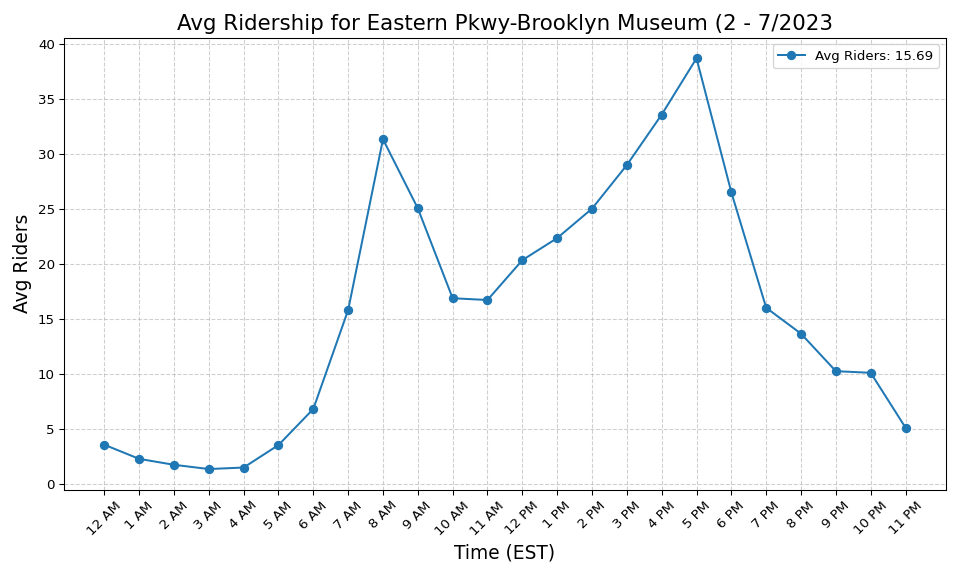 Avg Ridership for Eastern Pkwy-Brooklyn Museum (2 - 7/2023
Avg Riders: 15.69
Avg Riders
40
35
30
25
20
15
10
5
0
12 AM 1 AM 2 AM 3 AM 4 AM 5 AM 6 AM 7 AM 8 AM 9 AM 10 AM 11 AM 12 PM 1 PM 2 PM 3 PM 4 PM 5 PM 6 PM 7 PM 8 PM 9 PM 10 PM 11 PM
Time (EST)